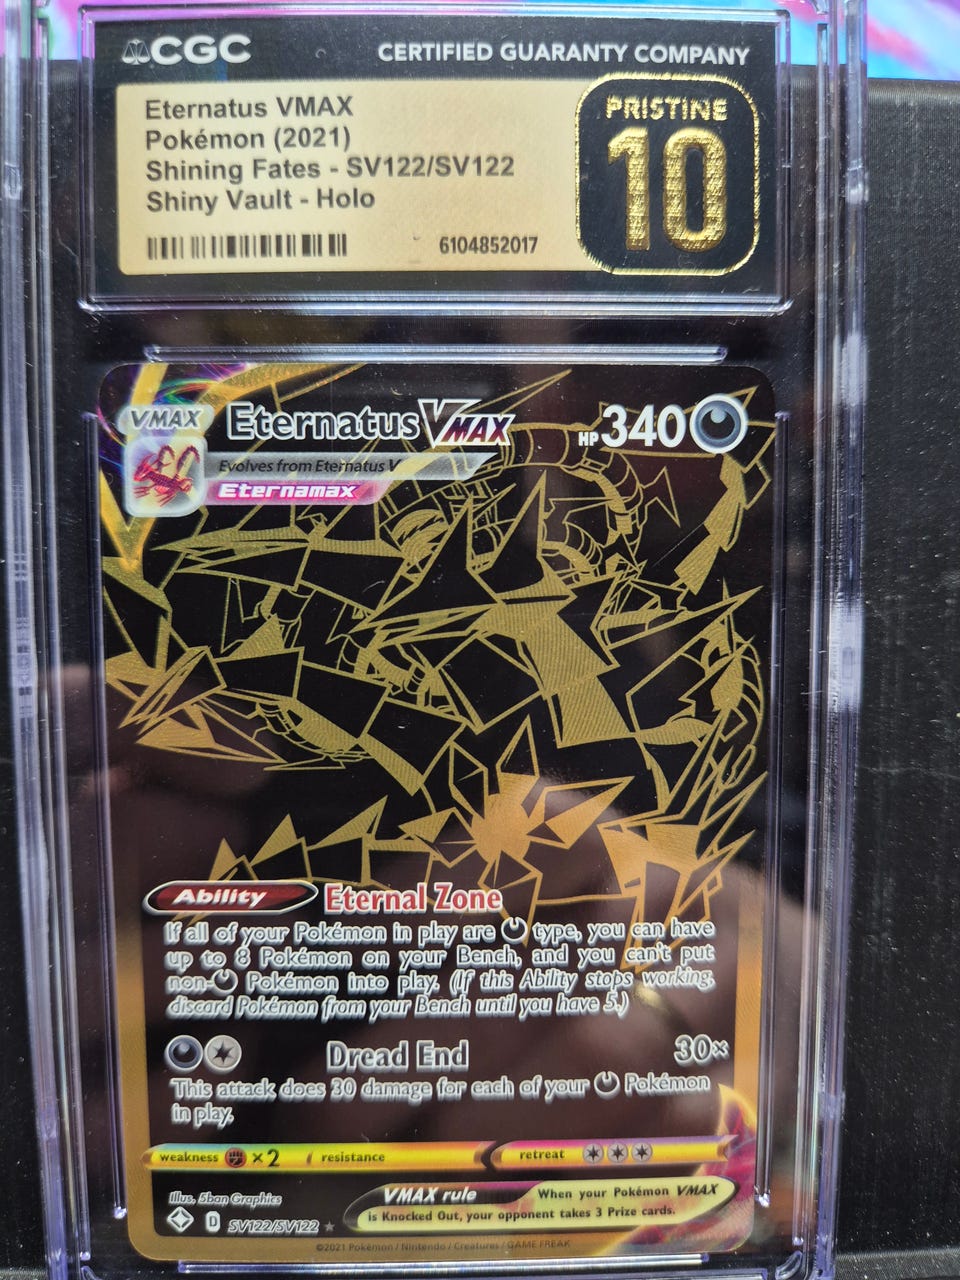 CGC
CERTIFIED GUARANTY COMPANY
Eternatus VMAX
Pokémon (2021)
Shining Fates - SV122/SV122
Shiny Vault - Holo
6104852017
PRISTINE
10
VMAX
Eternatus VMAX
HP 340
Evolves from Eternatus V
Eternamax
Ability
Eternal Zone
If all of your Pokémon in play are type, you can have
up to 8 Pokémon on your Bench, and you can't put
non- Pokémon into play. (If this Ability stops working,
discard Pokémon from your Bench until you have 5.)
Dread End 30×
This attack does 30 damage for each of your Pokémon
in play.
weakness ×2 resistance retreat
Illus. 5ban Graphics
D SV122/SV122 ★
VMAX rule When your Pokémon VMAX
is Knocked Out, your opponent takes 3 Prize cards.
©2021 Pokémon / Nintendo / Creatures / GAME FREAK